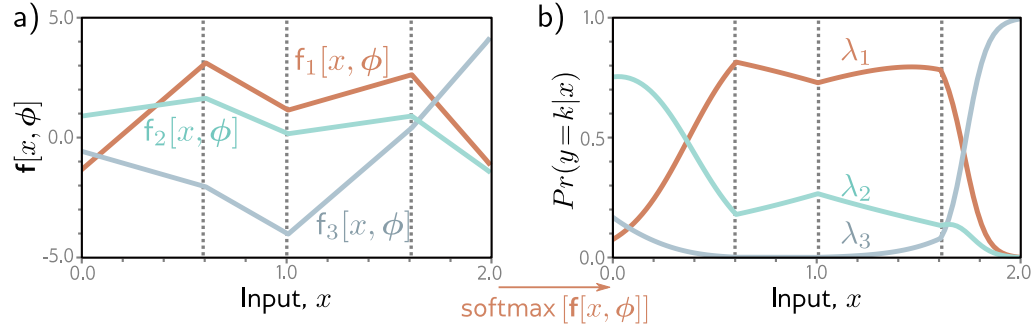 a)
5.0
0.0
-5.0
f[x, ϕ]
f₁[x, ϕ]
f₂[x, ϕ]
f₃[x, ϕ]
0.0 1.0 2.0
Input, x
softmax [f[x, ϕ]]
b)
1.0
0.5
0.0
Pr(y = k|x)
λ₁
λ₂
λ₃
0.0 1.0 2.0
Input, x